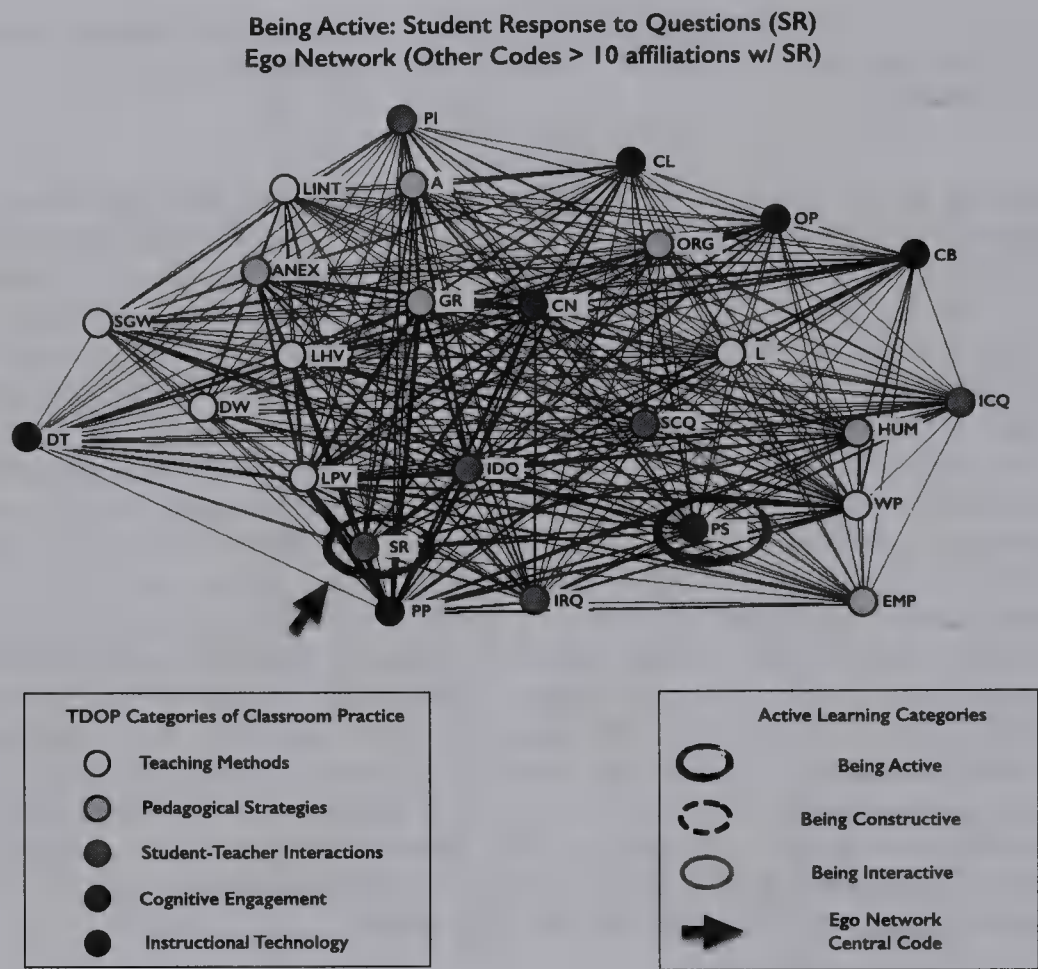 Being Active: Student Response to Questions (SR)
Ego Network (Other Codes > 10 affiliations w/ SR)
PI
CL
LINT
A
OP
ORG
CB
ANEX
GR
CN
SGW
LHV
L
DW
ICQ
SCQ
HUM
DT
IDQ
LPV
WP
PS
SR
IRQ
EMP
PP
TDOP Categories of Classroom Practice
Teaching Methods
Pedagogical Strategies
Student-Teacher Interactions
Cognitive Engagement
Instructional Technology
Active Learning Categories
Being Active
Being Constructive
Being Interactive
Ego Network
Central Code